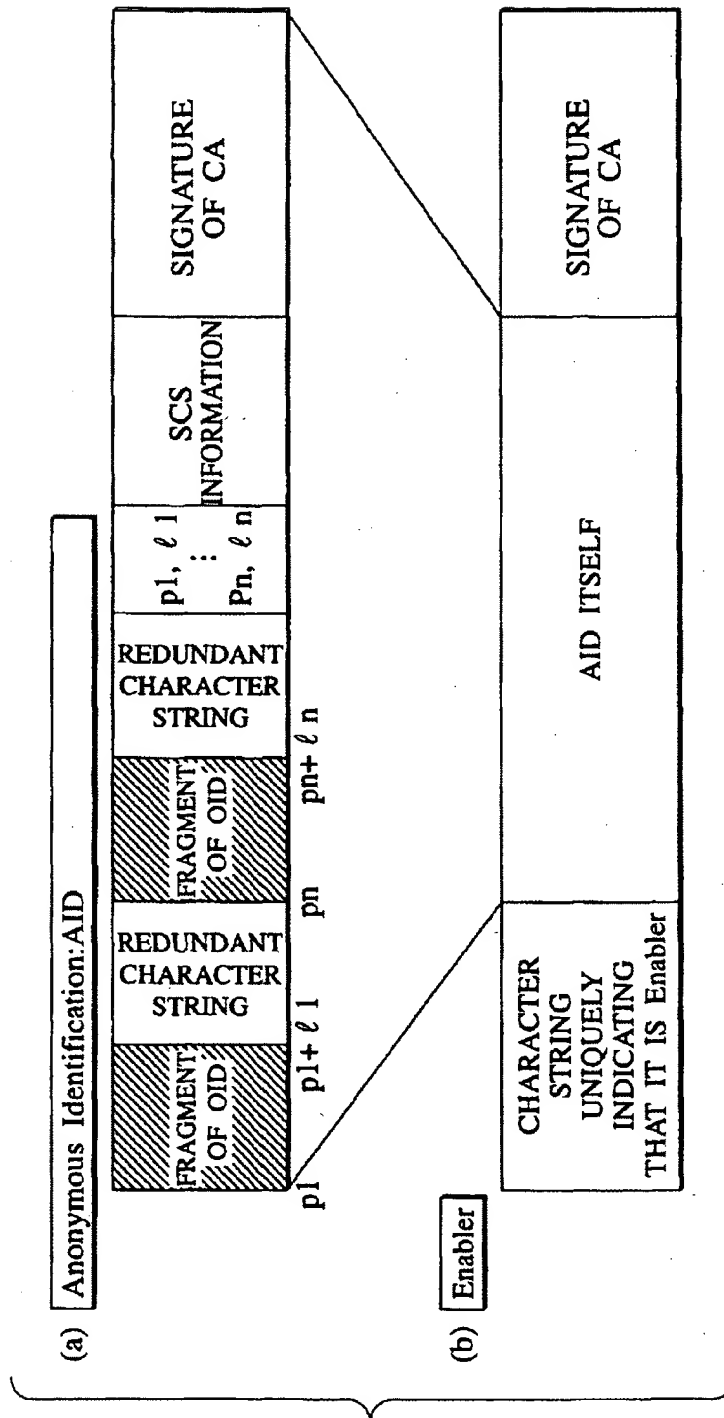 (a) Anonymous Identification:AID
FRAGMENT
OF OID
REDUNDANT
CHARACTER
STRING
FRAGMENT
OF OID
REDUNDANT
CHARACTER
STRING
p1, ℓ 1
⋮
Pn, ℓ n
SCS
INFORMATION
SIGNATURE
OF CA
p1
p1+ ℓ 1
pn
pn+ ℓ n
(b) Enabler
CHARACTER
STRING
UNIQUELY
INDICATING
THAT IT IS Enabler
AID ITSELF
SIGNATURE
OF CA